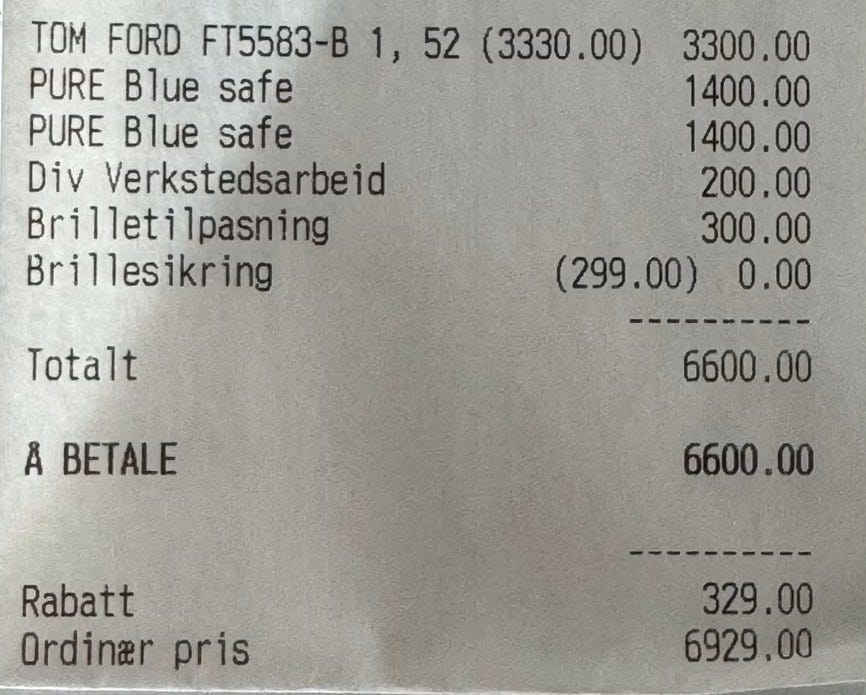 TOM FORD FT5583-B 1, 52 (3330.00) 3300.00
PURE Blue safe 1400.00
PURE Blue safe 1400.00
Div Verkstedsarbeid 200.00
Brilletilpasning 300.00
Brillesikring (299.00) 0.00
----------
Totalt 6600.00
Å BETALE 6600.00
----------
Rabatt 329.00
Ordinær pris 6929.00